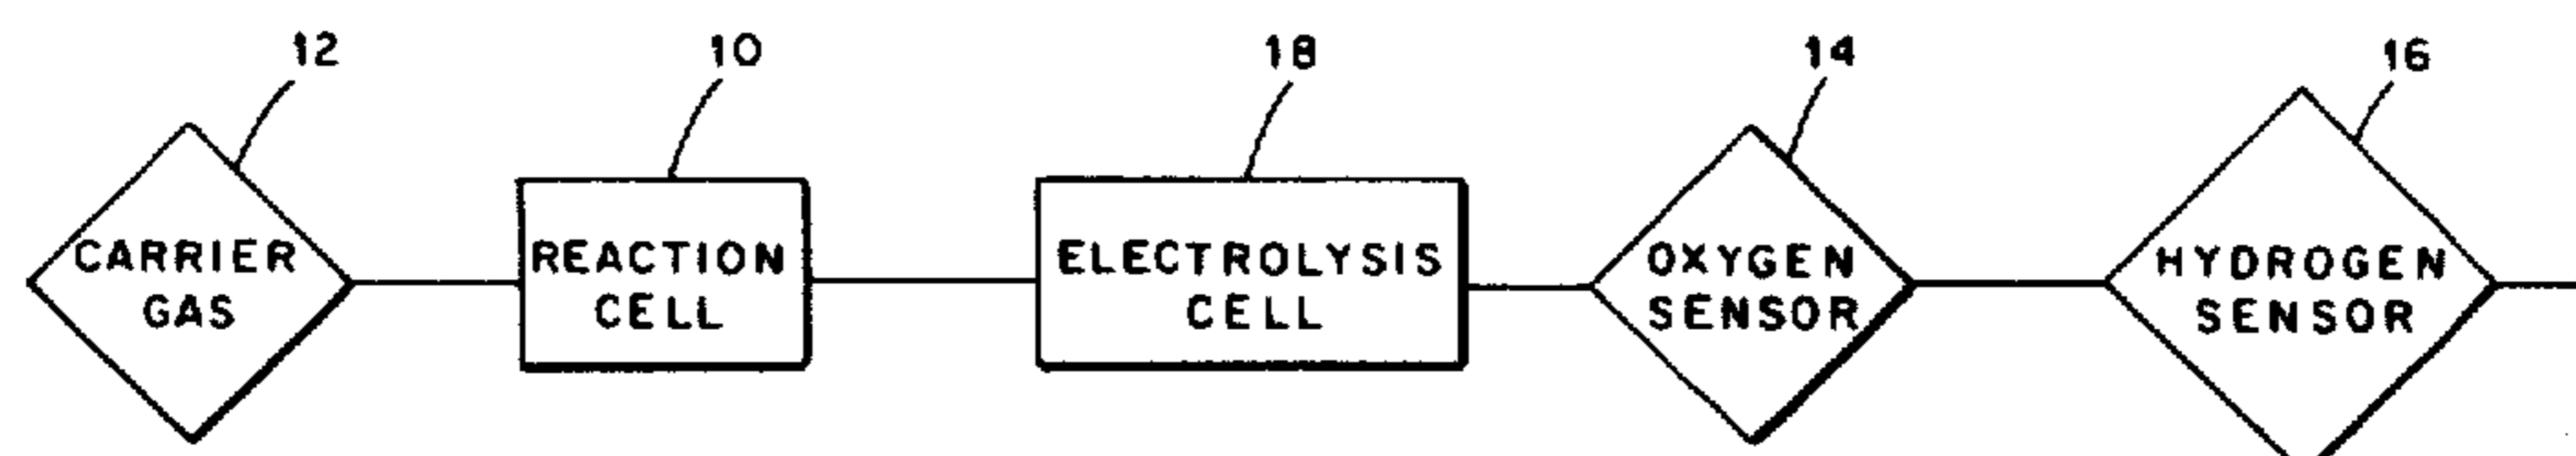 12
10
18
14
16
CARRIER
GAS
REACTION
CELL
ELECTROLYSIS
CELL
OXYGEN
SENSOR
HYDROGEN
SENSOR